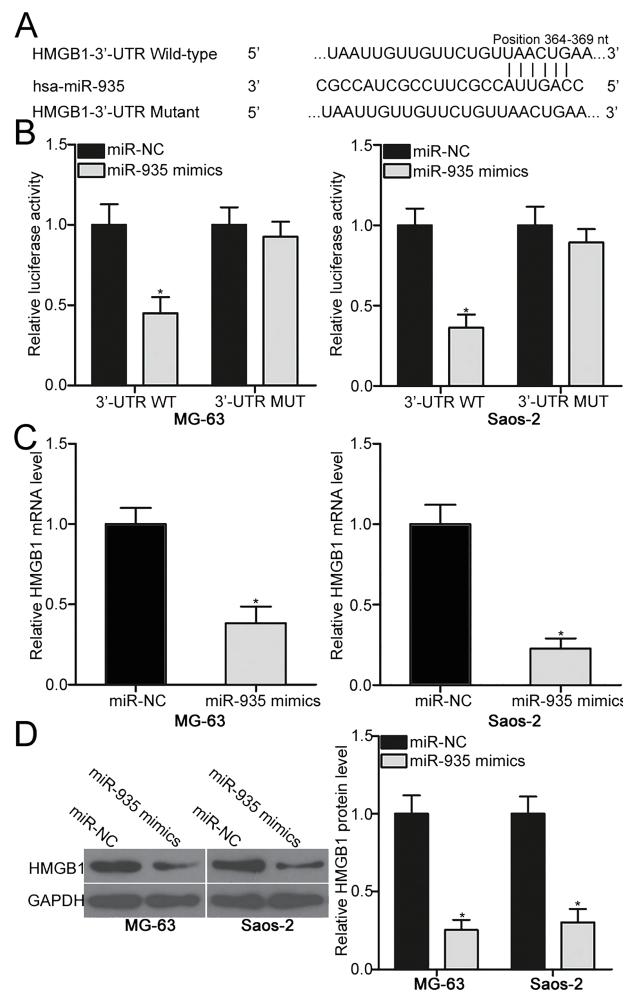 A
Position 364-369 nt
HMGB1-3'-UTR Wild-type 5' ...UAAUUGUUGUUCUGUUAACUGAA...3'
hsa-miR-935 3' CGCCAUCGCCUUCGCCAUUGACC 5'
HMGB1-3'-UTR Mutant 5' ...UAAUUGUUGUUCUGUUAACUGAA... 3'
B
Relative luciferase activity
1.5
1.0
0.5
0.0
miR-NC
miR-935 mimics
*
3'-UTR WT 3'-UTR MUT
MG-63
Relative luciferase activity
1.5
1.0
0.5
0.0
miR-NC
miR-935 mimics
*
3'-UTR WT 3'-UTR MUT
Saos-2
C
Relative HMGB1 mRNA level
1.5
1.0
0.5
0.0
*
miR-NC miR-935 mimics
MG-63
Relative HMGB1 mRNA level
1.5
1.0
0.5
0.0
*
miR-NC miR-935 mimics
Saos-2
D
miR-NC miR-935 mimics miR-NC miR-935 mimics
HMGB1
GAPDH
MG-63 Saos-2
Relative HMGB1 protein level
1.5
1.0
0.5
0.0
miR-NC
miR-935 mimics
* *
MG-63 Saos-2